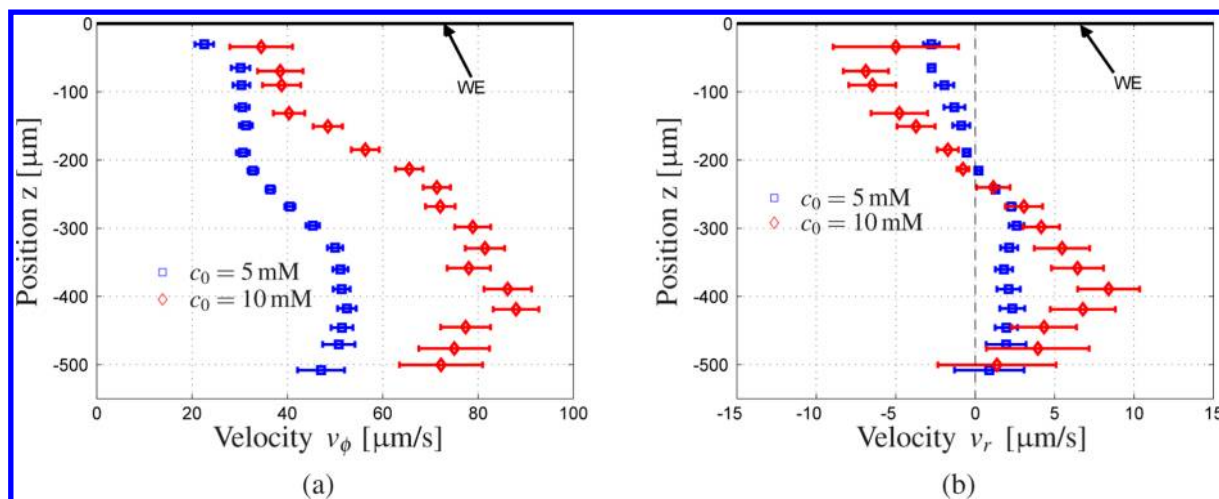 0
-100
-200
-300
-400
-500
Position z [μm]
WE
c₀ = 5 mM
c₀ = 10 mM
0 20 40 60 80 100
Velocity v_ϕ [μm/s]
(a)
0
-100
-200
-300
-400
-500
Position z [μm]
WE
c₀ = 5 mM
c₀ = 10 mM
-15 -10 -5 0 5 10 15
Velocity v_r [μm/s]
(b)